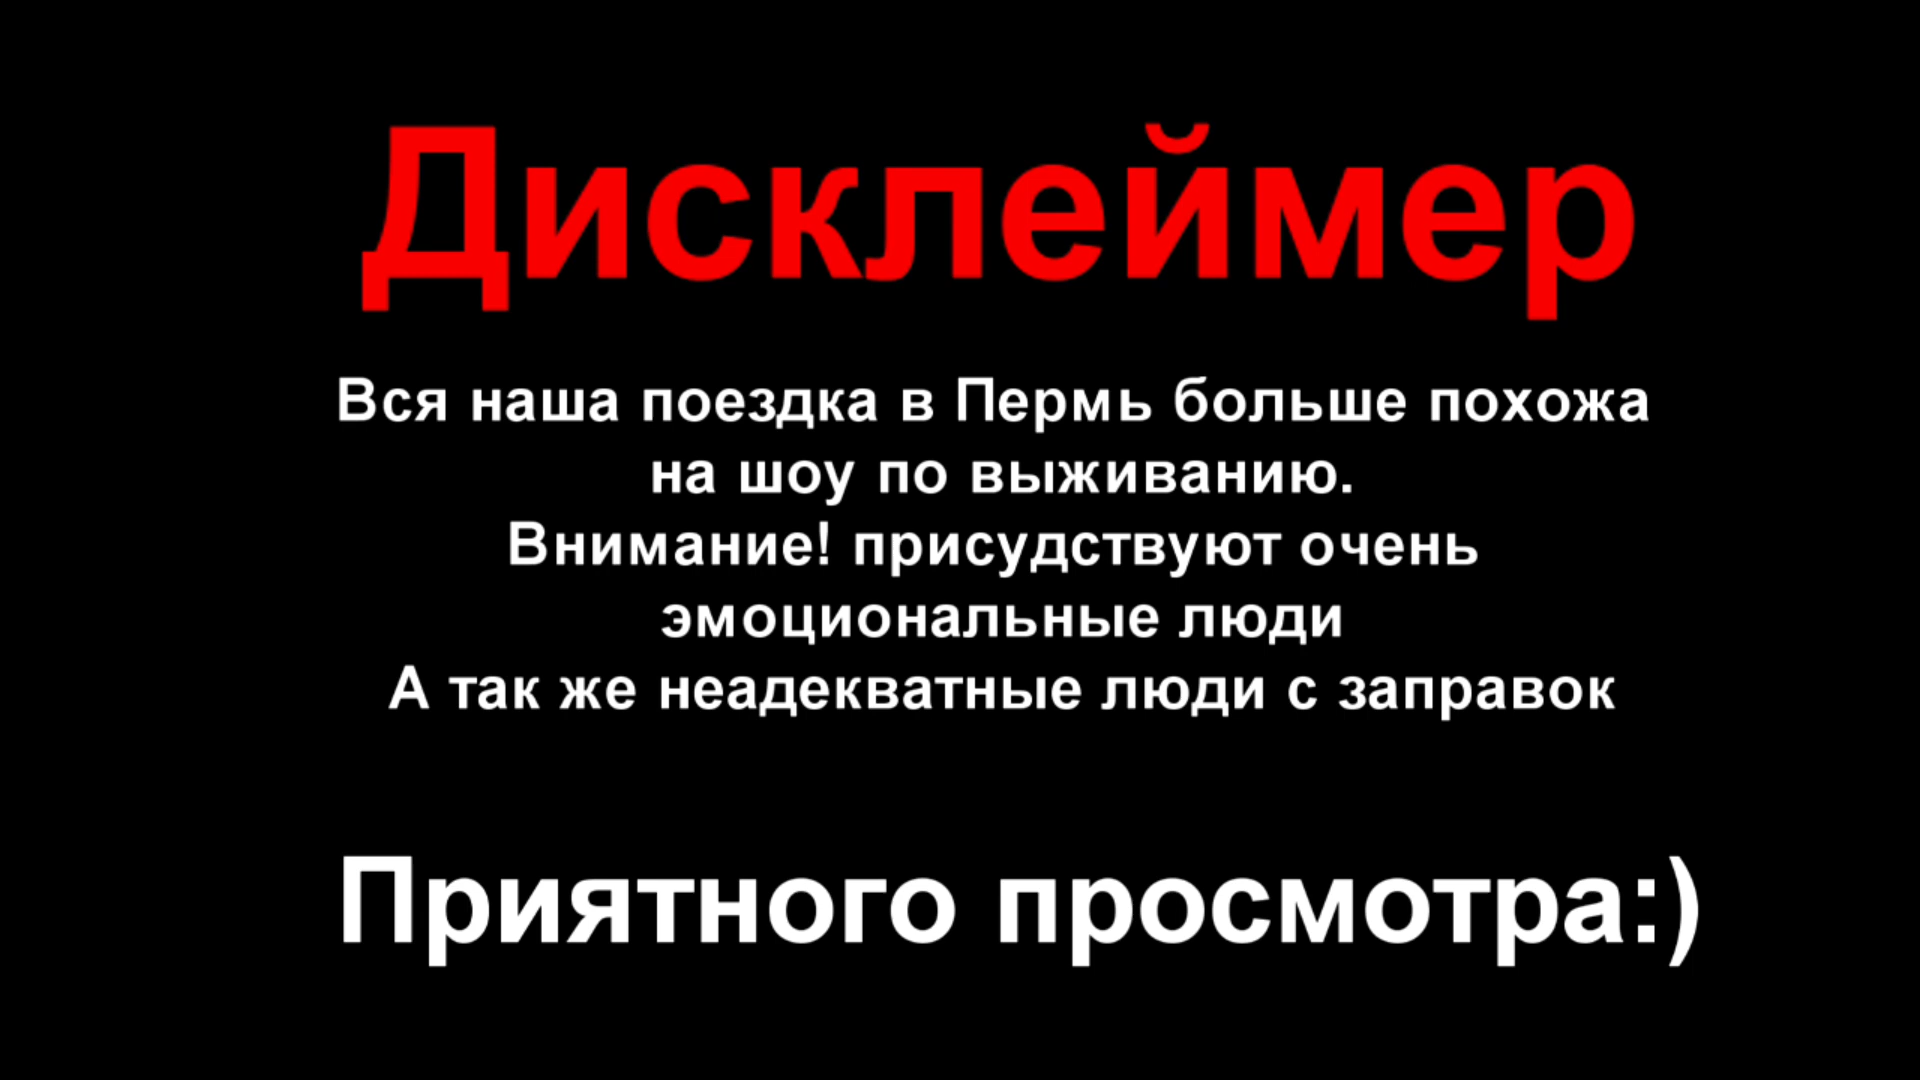 Дисклеймер
Вся наша поездка в Пермь больше похожа
на шоу по выживанию.
Внимание! присудствуют очень
эмоциональные люди
А так же неадекватные люди с заправок
Приятного просмотра:)